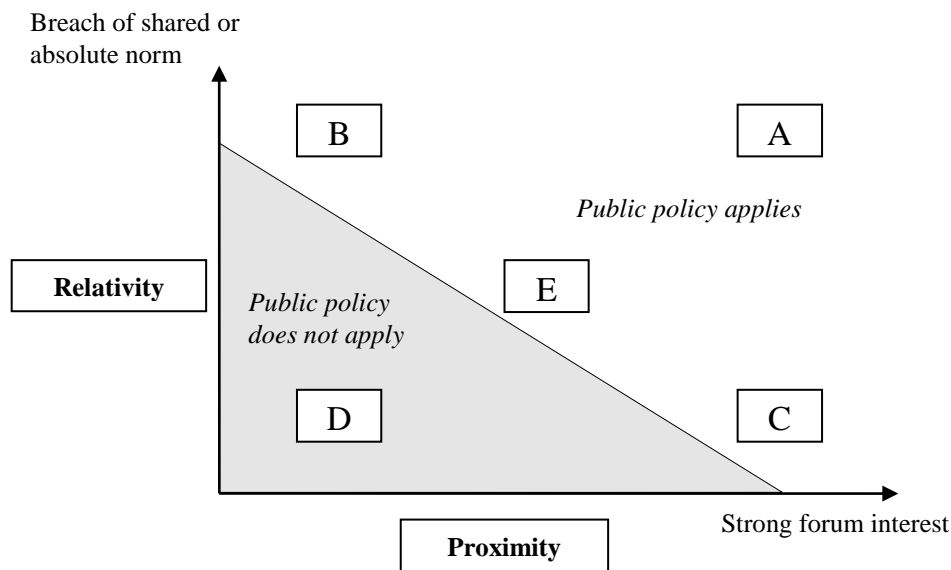 Breach of shared or
absolute norm
B
A
Public policy applies
Relativity
E
Public policy
does not apply
D
C
Strong forum interest
Proximity